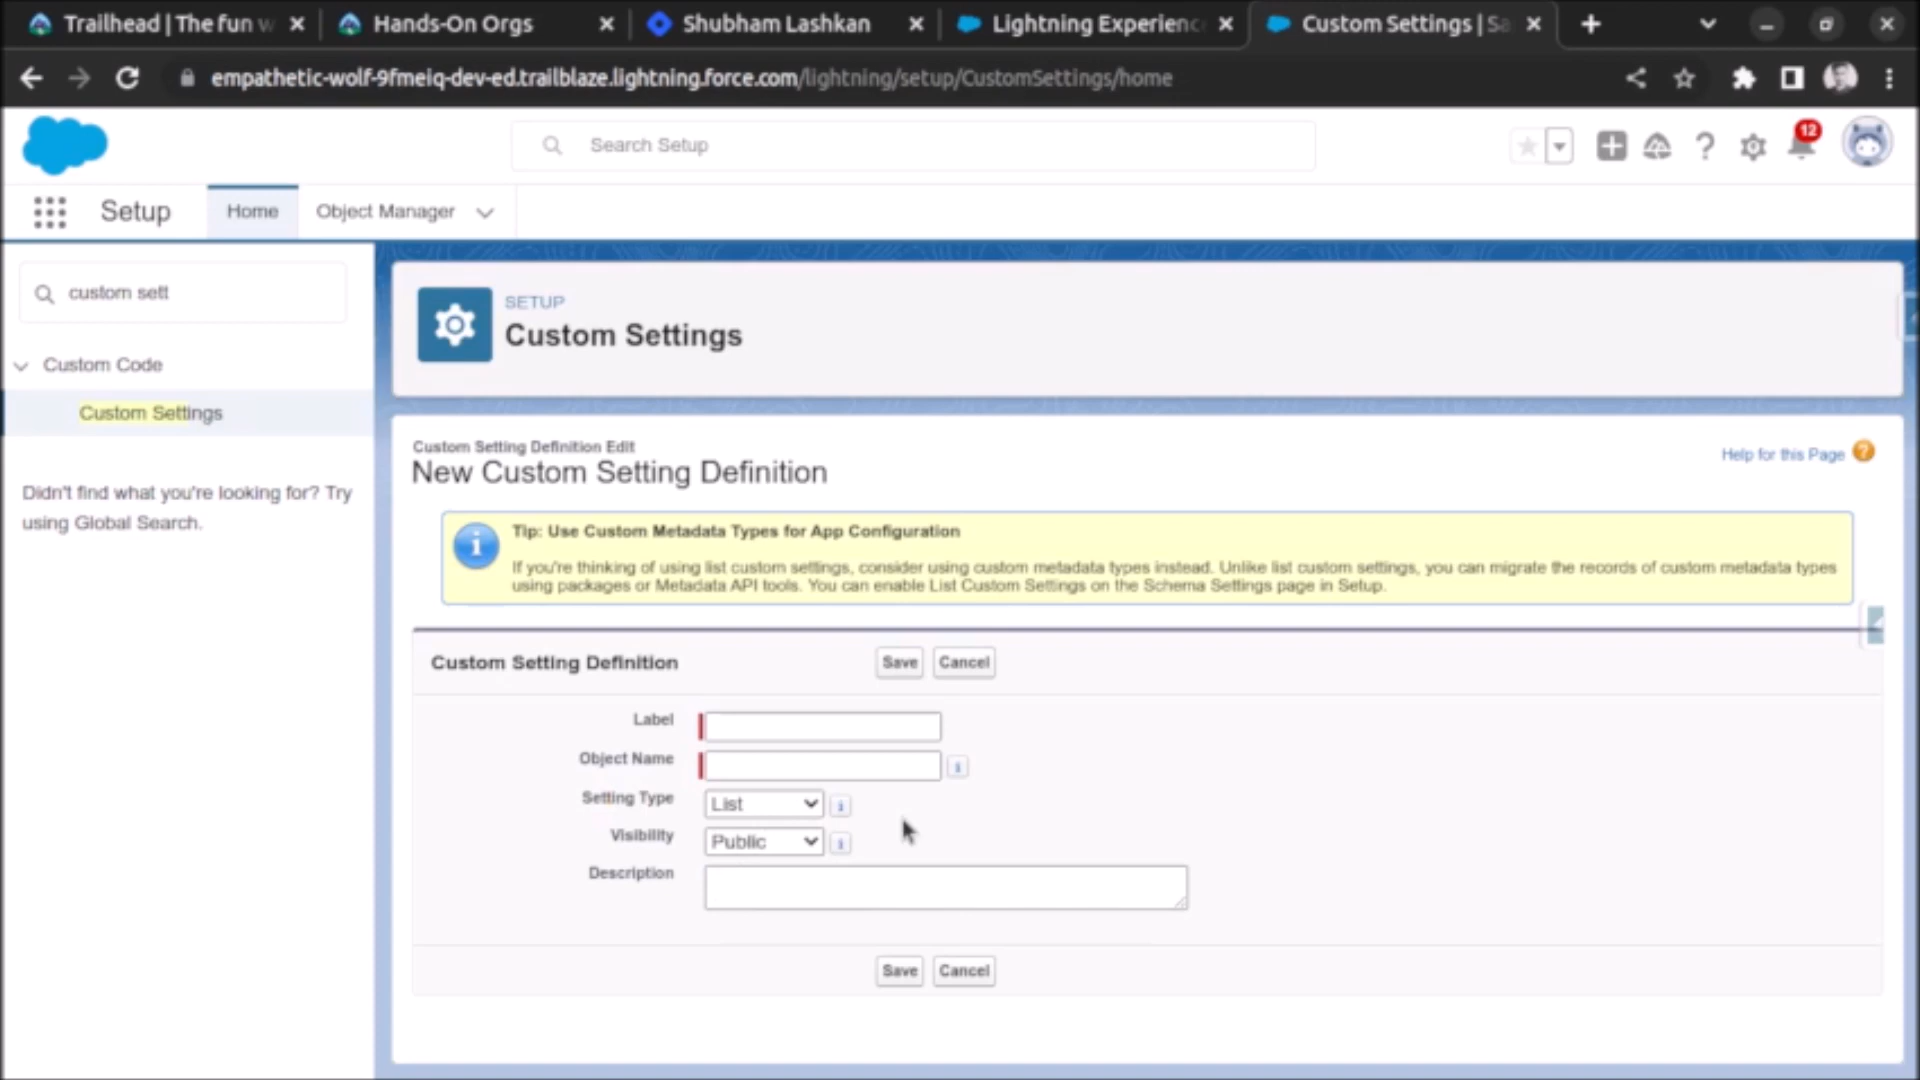 Trailhead | The fun w
Hands-On Orgs
Shubham Lashkan
Lightning Experienc
Custom Settings | Sa
empathetic-wolf-9fmeiq-dev-ed.trailblaze.lightning.force.com/lightning/setup/CustomSettings/home
Search Setup
12
Setup
Home
Object Manager
custom sett
Custom Code
Custom Settings
Didn't find what you're looking for? Try
using Global Search.
SETUP
Custom Settings
Custom Setting Definition Edit
New Custom Setting Definition
Help for this Page
Tip: Use Custom Metadata Types for App Configuration
If you're thinking of using list custom settings, consider using custom metadata types instead. Unlike list custom settings, you can migrate the records of custom metadata types
using packages or Metadata API tools. You can enable List Custom Settings on the Schema Settings page in Setup.
Custom Setting Definition
Save
Cancel
Label
Object Name
Setting Type
List
Visibility
Public
Description
Save
Cancel